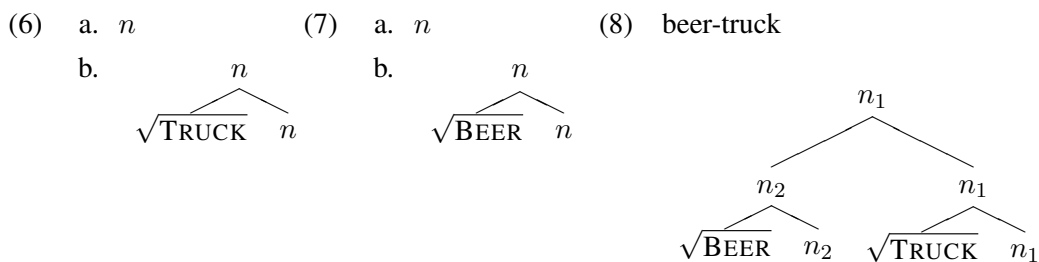 (6) a. n (7) a. n (8) beer-truck
b. n b. n
√TRUCK n √BEER n
n₁
n₂ n₁
√BEER n₂ √TRUCK n₁